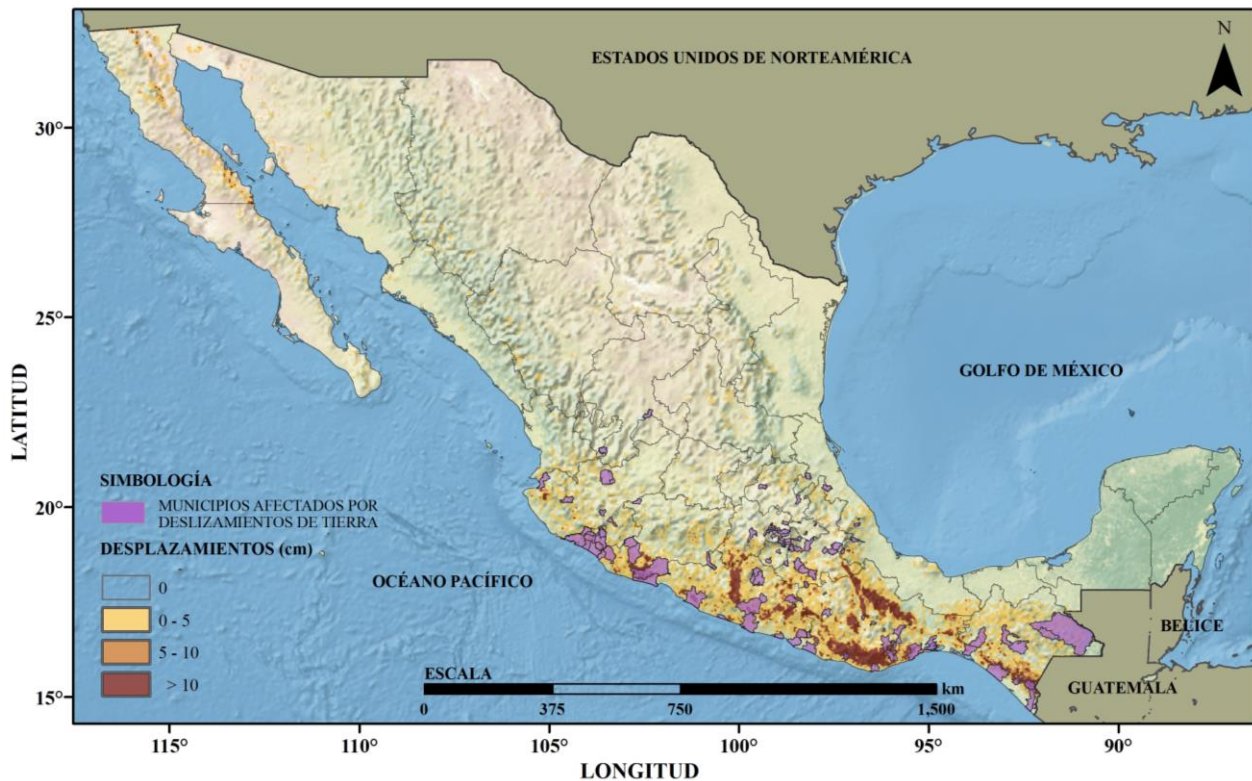 N
ESTADOS UNIDOS DE NORTEAMÉRICA
30°
25°
20°
15°
LATITUD
GOLFO DE MÉXICO
SIMBOLOGÍA
MUNICIPIOS AFECTADOS POR
DESLIZAMIENTOS DE TIERRA
DESPLAZAMIENTOS (cm)
0
0 - 5
5 - 10
> 10
OCÉANO PACÍFICO
BELICE
GUATEMALA
ESCALA
km
0 375 750 1,500
115° 110° 105° 100° 95° 90°
LONGITUD